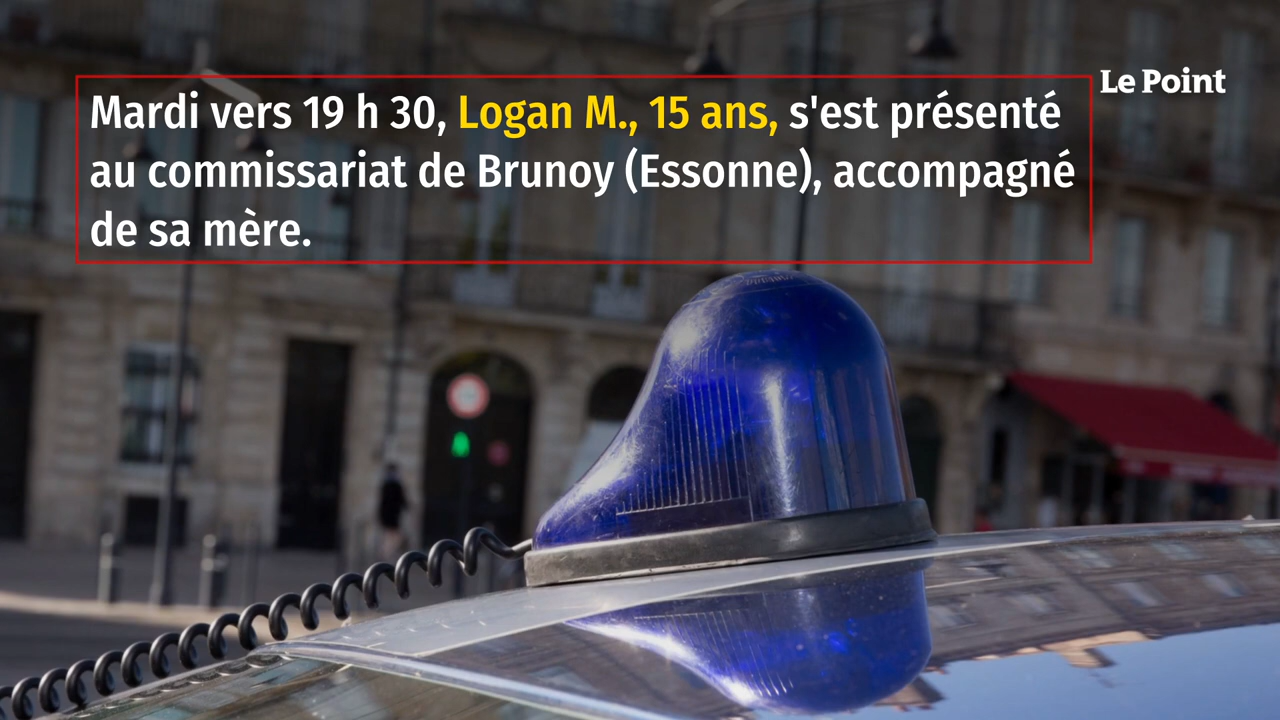 Mardi vers 19 h 30, Logan M., 15 ans, s'est présenté
au commissariat de Brunoy (Essonne), accompagné
de sa mère.
Le Point